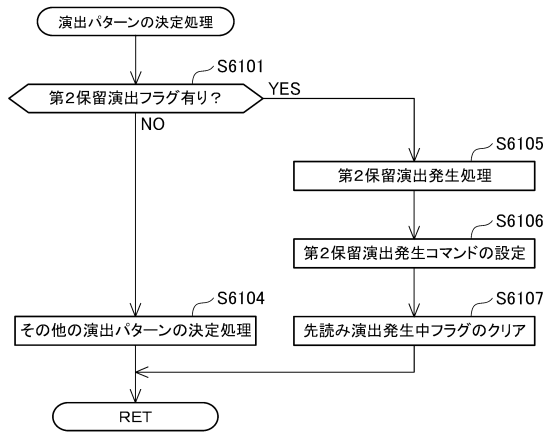 演出パターンの決定処理
S6101
第2保留演出フラグ有り?
YES
NO
S6105
第2保留演出発生処理
S6106
第2保留演出発生コマンドの設定
S6104
その他の演出パターンの決定処理
S6107
先読み演出発生中フラグのクリア
RET